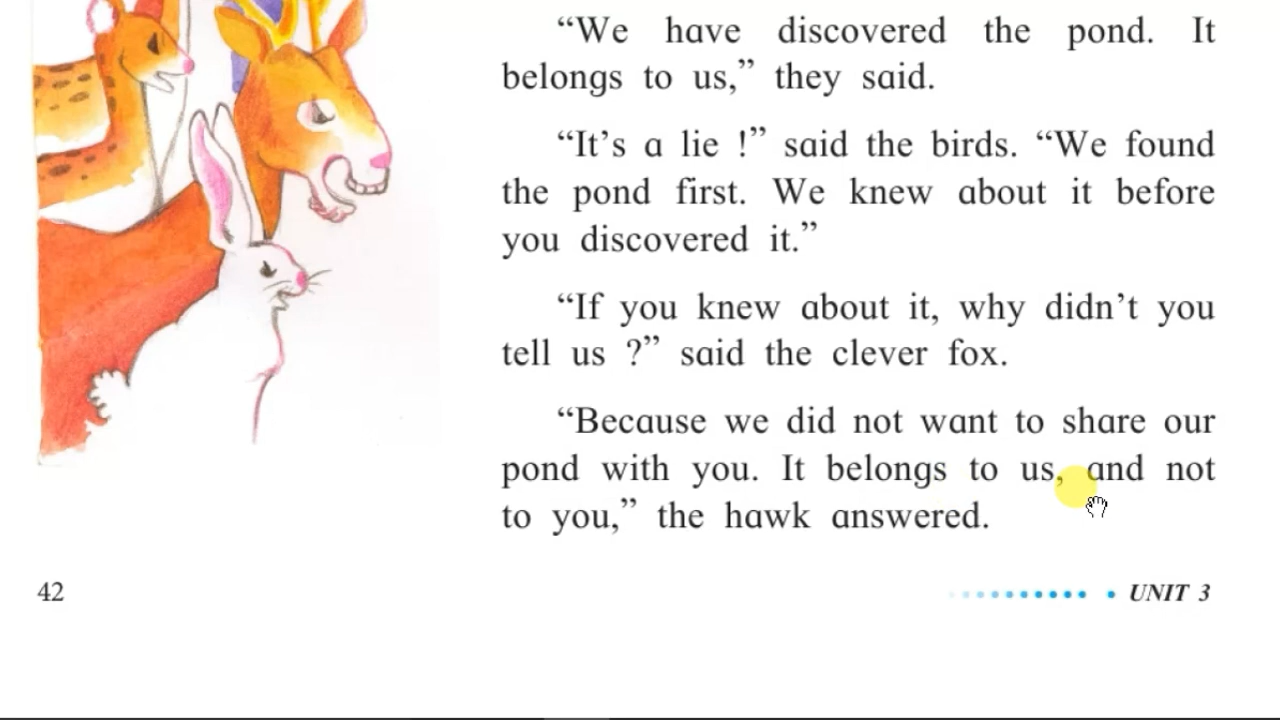 “We have discovered the pond. It
belongs to us,” they said.
“It’s a lie !” said the birds. “We found
the pond first. We knew about it before
you discovered it.”
“If you knew about it, why didn’t you
tell us ?” said the clever fox.
“Because we did not want to share our
pond with you. It belongs to us, and not
to you,” the hawk answered.
42
UNIT 3